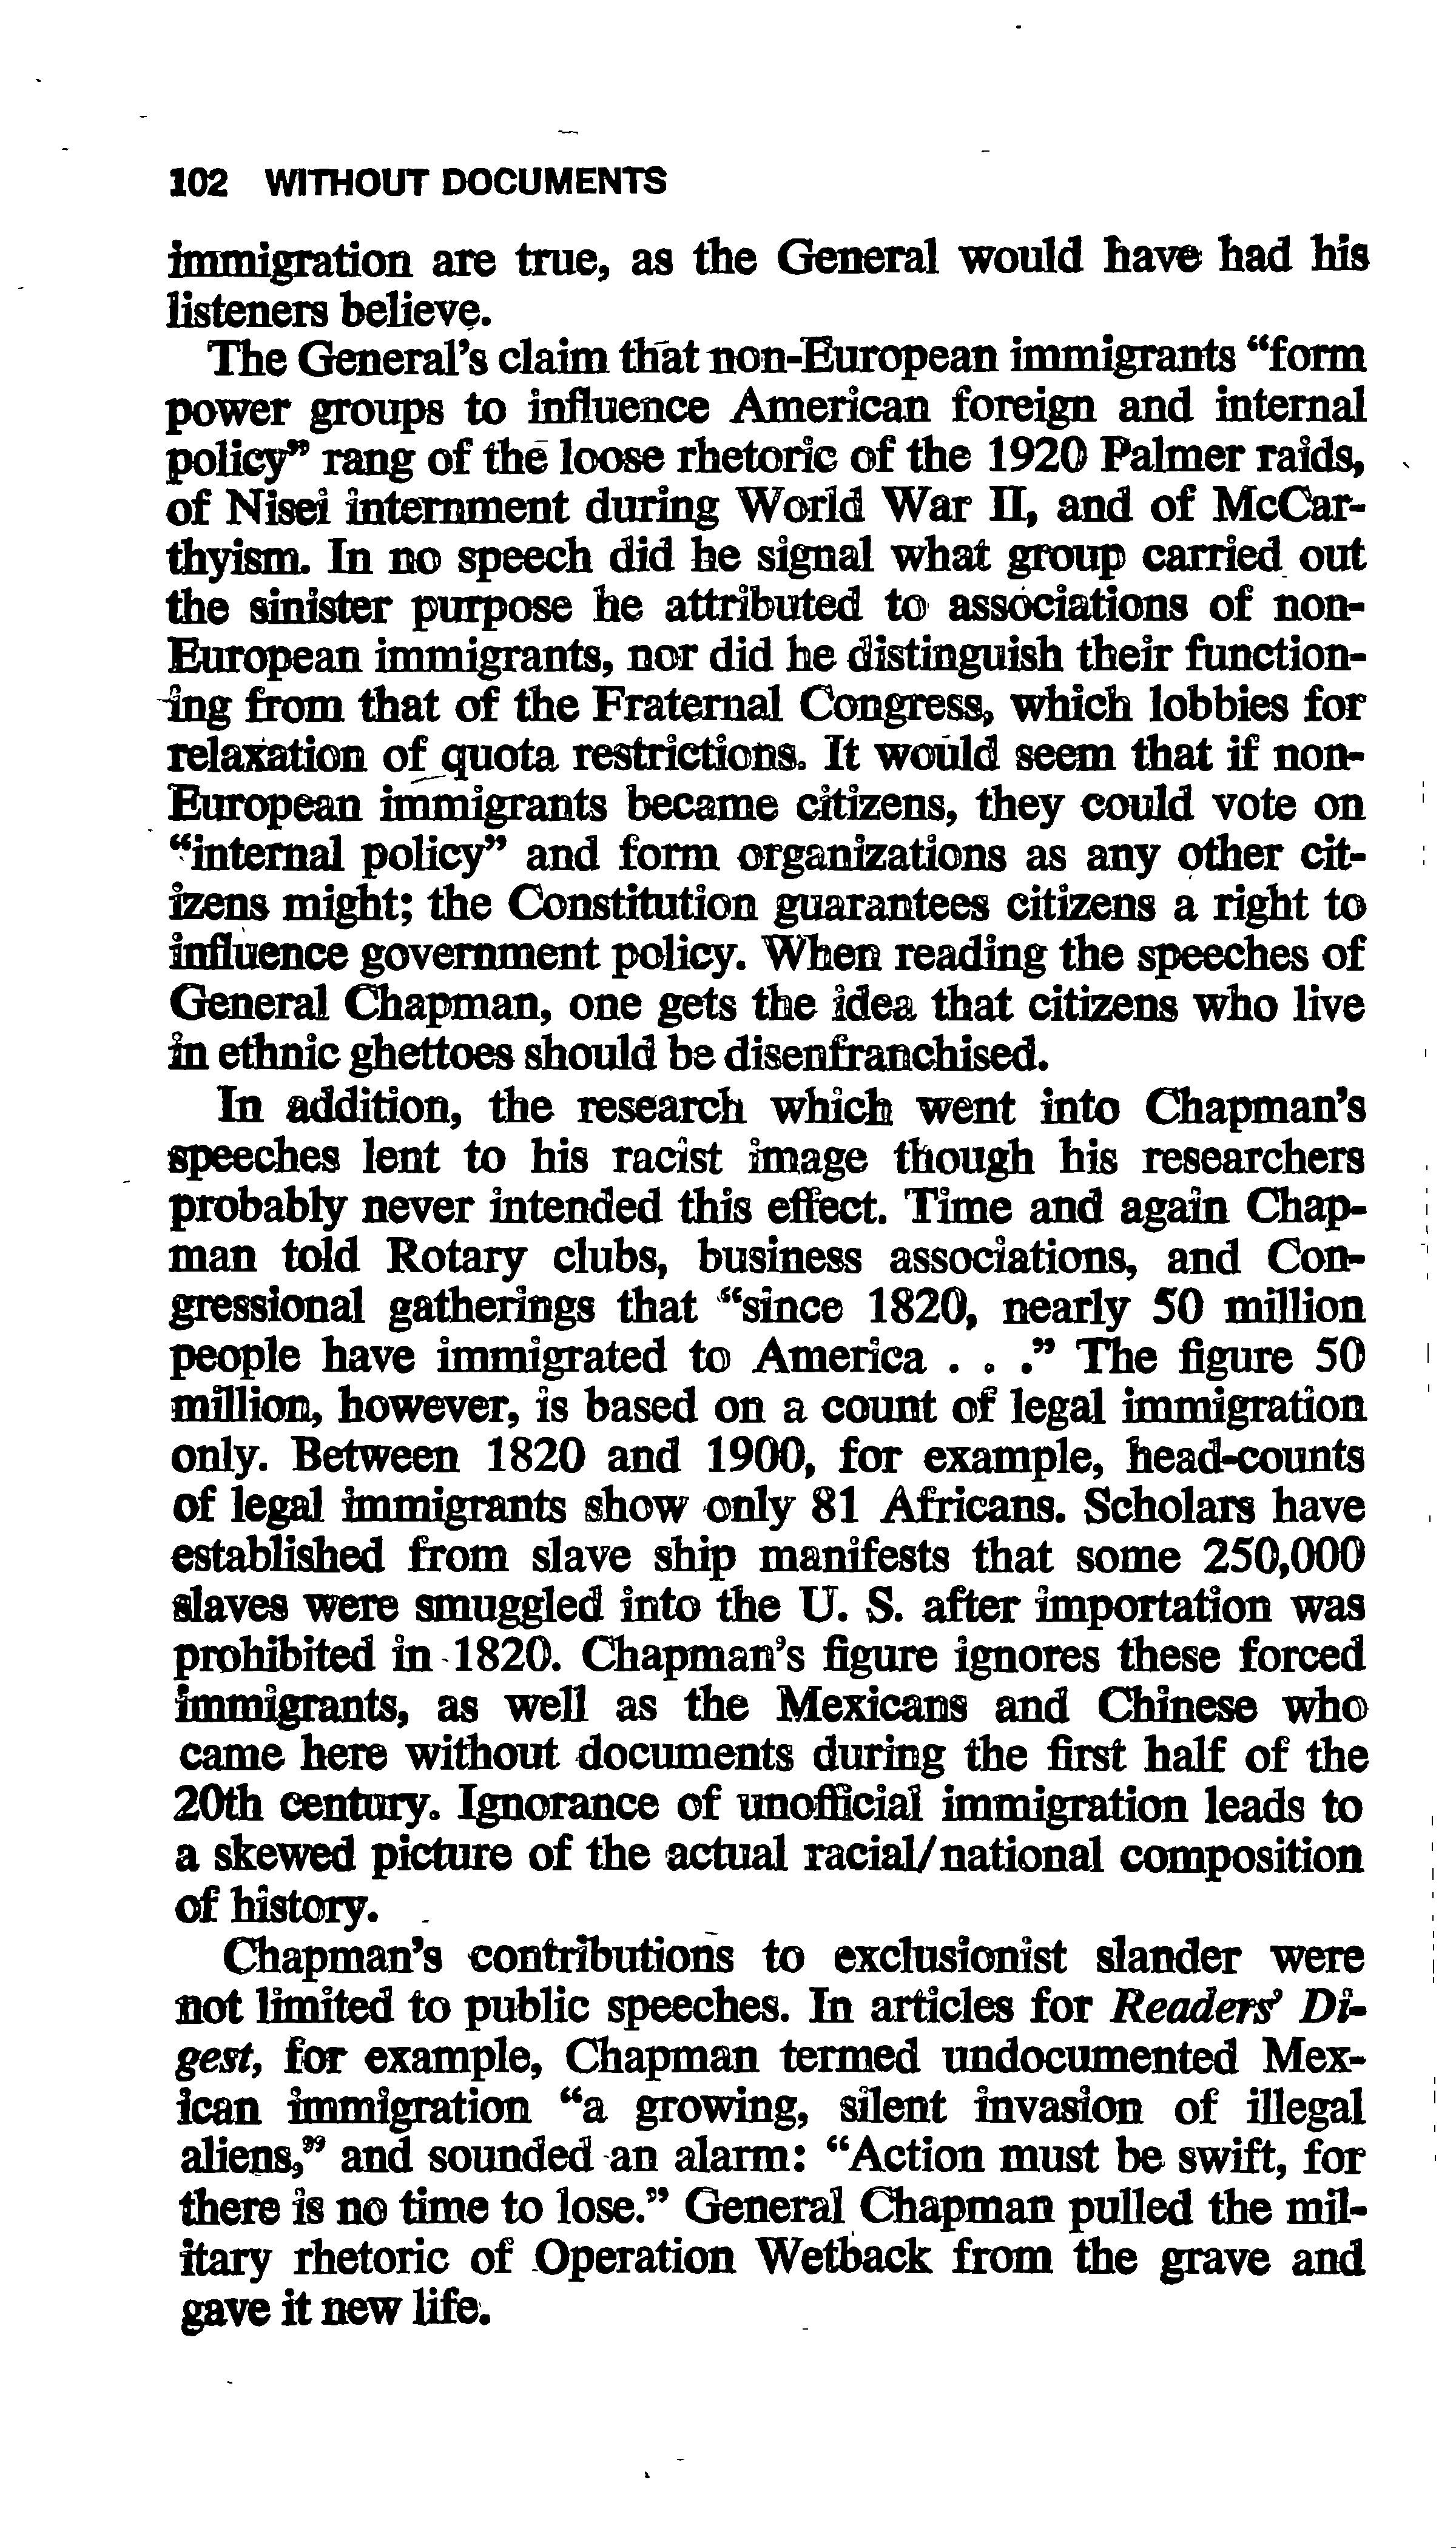 102 WITHOUT DOCUMENTS
immigration are true, as the General would have had his
listeners believe.
The General's claim that non-European immigrants “form
power groups to influence American foreign and internal
policy” rang of the loose rhetoric of the 1920 Palmer raids,
of Nisei internment during World War II, and of McCar-
thyism. In no speech did he signal what group carried out
the sinister purpose he attributed to associations of non-
European immigrants, nor did he distinguish their function-
ing from that of the Fraternal Congress, which lobbies for
relaxation of quota restrictions. It would seem that if non-
European immigrants became citizens, they could vote on
“internal policy” and form organizations as any other cit-
izens might; the Constitution guarantees citizens a right to
influence government policy. When reading the speeches of
General Chapman, one gets the idea that citizens who live
in ethnic ghettoes should be disenfranchised.
In addition, the research which went into Chapman's
speeches lent to his racist image though his researchers
probably never intended this effect. Time and again Chap-
man told Rotary clubs, business associations, and Con-
gressional gatherings that “since 1820, nearly 50 million
people have immigrated to America . . .” The figure 50
million, however, is based on a count of legal immigration
only. Between 1820 and 1900, for example, head-counts
of legal immigrants show only 81 Africans. Scholars have
established from slave ship manifests that some 250,000
slaves were smuggled into the U. S. after importation was
prohibited in 1820. Chapman's figure ignores these forced
immigrants, as well as the Mexicans and Chinese who
came here without documents during the first half of the
20th century. Ignorance of unofficial immigration leads to
a skewed picture of the actual racial/national composition
of history.
Chapman's contributions to exclusionist slander were
not limited to public speeches. In articles for Readers' Di-
gest, for example, Chapman termed undocumented Mex-
ican immigration “a growing, silent invasion of illegal
aliens,” and sounded an alarm: “Action must be swift, for
there is no time to lose.” General Chapman pulled the mil-
itary rhetoric of Operation Wetback from the grave and
gave it new life.